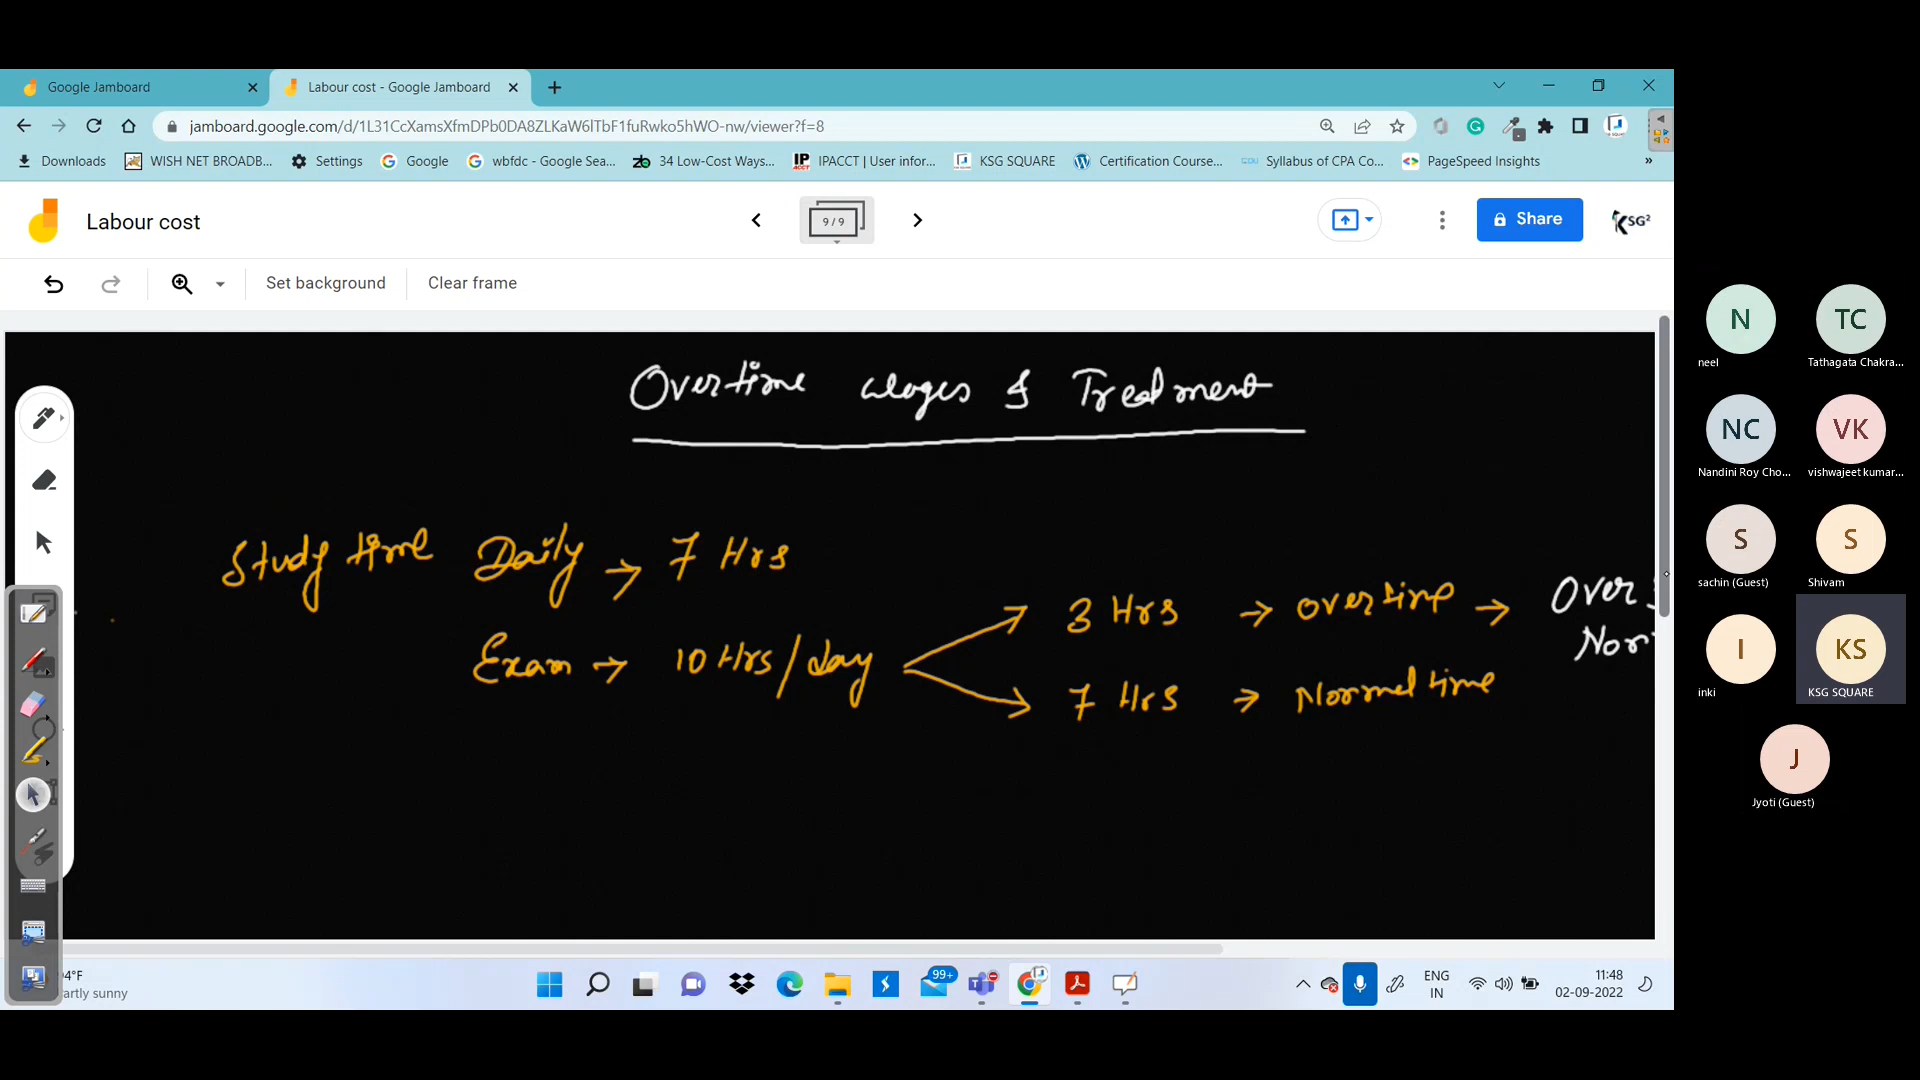 Google Jamboard
Labour cost - Google Jamboard
jamboard.google.com/d/1L31CcXamsXfmDPb0DA8ZLKaW6lTbF1fuRwko5hWO-nw/viewer?f=8
Downloads WISH NET BROADB... Settings Google wbfdc - Google Sea... 34 Low-Cost Ways... IPACCT | User infor... KSG SQUARE Certification Course... Syllabus of CPA Co... PageSpeed Insights »
Labour cost 9 / 9 Share KSG²
Set background Clear frame
Overtime Wages & Treatment
Study time Daily → 7 Hrs
Exam → 10 Hrs/day
3 Hrs → overtime → Over
Nor
7 Hrs → Normal time
N
neel
TC
Tathagata Chakra...
NC
Nandini Roy Cho...
VK
vishwajeet kumar...
S
sachin (Guest)
S
Shivam
I
inki
KS
KSG SQUARE
J
Jyoti (Guest)
94°F
artly sunny
99+
ENG
IN
11:48
02-09-2022